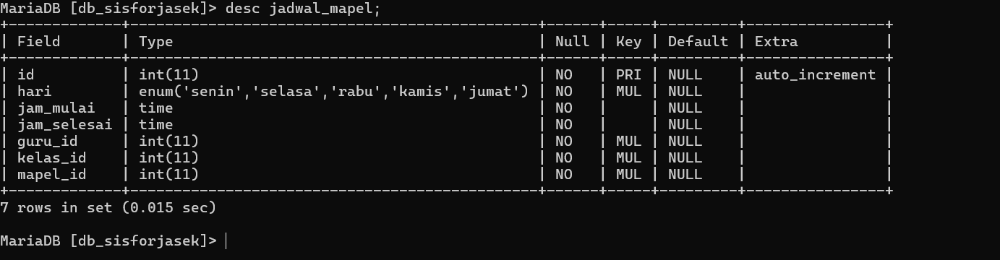 MariaDB [db_sisforjasek]> desc jadwal_mapel;
+-------------+-----------------------------------------------+------+-----+---------+----------------+
| Field       | Type                                          | Null | Key | Default | Extra          |
+-------------+-----------------------------------------------+------+-----+---------+----------------+
| id          | int(11)                                       | NO   | PRI | NULL    | auto_increment |
| hari        | enum('senin','selasa','rabu','kamis','jumat') | NO   | MUL | NULL    |                |
| jam_mulai   | time                                          | NO   |     | NULL    |                |
| jam_selesai | time                                          | NO   |     | NULL    |                |
| guru_id     | int(11)                                       | NO   | MUL | NULL    |                |
| kelas_id    | int(11)                                       | NO   | MUL | NULL    |                |
| mapel_id    | int(11)                                       | NO   | MUL | NULL    |                |
+-------------+-----------------------------------------------+------+-----+---------+----------------+
7 rows in set (0.015 sec)

MariaDB [db_sisforjasek]>